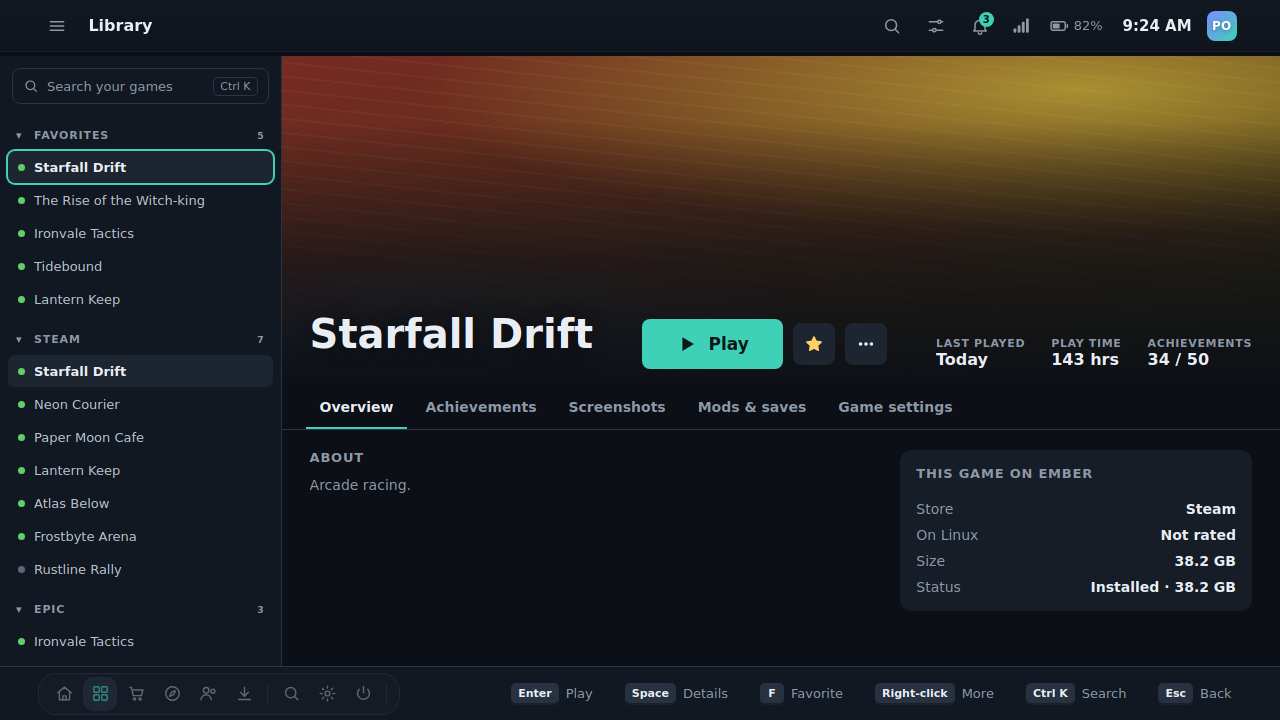 Library
3
82%
9:24 AM
PO
Search your games
Ctrl K
FAVORITES 5
Starfall Drift
The Rise of the Witch-king
Ironvale Tactics
Tidebound
Lantern Keep
STEAM 7
Starfall Drift
Neon Courier
Paper Moon Cafe
Lantern Keep
Atlas Below
Frostbyte Arena
Rustline Rally
EPIC 3
Ironvale Tactics
Starfall Drift
Play
LAST PLAYED
Today
PLAY TIME
143 hrs
ACHIEVEMENTS
34 / 50
Overview
Achievements
Screenshots
Mods & saves
Game settings
ABOUT
Arcade racing.
THIS GAME ON EMBER
Store Steam
On Linux Not rated
Size 38.2 GB
Status Installed · 38.2 GB
Enter Play
Space Details
F Favorite
Right-click More
Ctrl K Search
Esc Back